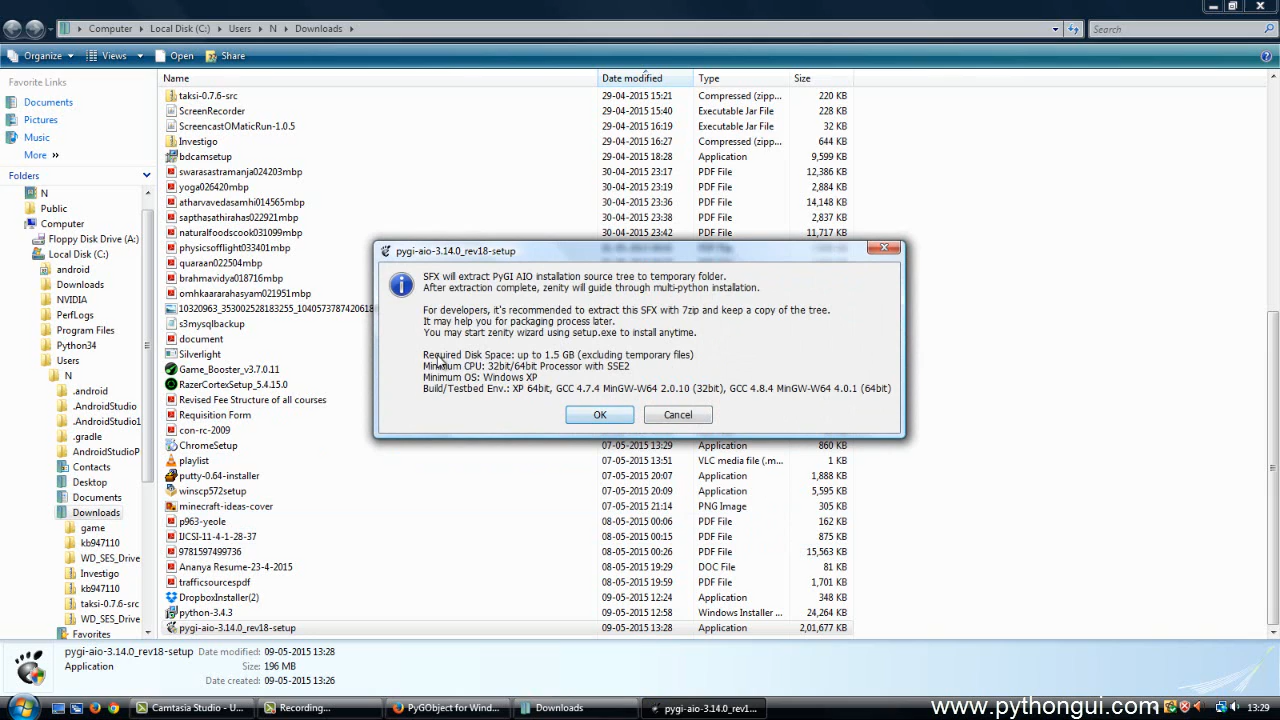 Computer Local Disk (C:) Users N Downloads
Search
Organize Views Open Share
Favorite Links
Documents
Pictures
Music
More »
Folders
N
Public
Computer
Floppy Disk Drive (A:)
Local Disk (C:)
android
Downloads
NVIDIA
PerfLogs
Program Files
Python34
Users
N
.android
.AndroidStudio
.AndroidStudio1
.gradle
.AndroidStudioP
Contacts
Desktop
Documents
Downloads
game
kb947110
WD_SES_Drive
Investigo
kb947110
taksi-0.7.6-src
WD_SES_Drive
Favorites
Name Date modified Type Size
taksi-0.7.6-src 29-04-2015 15:21 Compressed (zipp... 220 KB
ScreenRecorder 29-04-2015 15:40 Executable Jar File 228 KB
ScreencastOMaticRun-1.0.5 29-04-2015 16:19 Executable Jar File 32 KB
Investigo 29-04-2015 16:27 Compressed (zipp... 644 KB
bdcamsetup 29-04-2015 18:28 Application 9,599 KB
swarasastramanja024203mbp 30-04-2015 23:17 PDF File 12,386 KB
yoga026420mbp 30-04-2015 23:19 PDF File 2,884 KB
atharvavedasamhi014565mbp 30-04-2015 23:36 PDF File 14,148 KB
sapthasathirahas022921mbp 30-04-2015 23:38 PDF File 2,837 KB
naturalfoodscook031099mbp 30-04-2015 23:42 PDF File 11,717 KB
physicsofflight033401mbp
quaraan022504mbp
brahmavidya018716mbp
omhkaararahasyam021951mbp
10320969_353002528183255_1040573787420618
s3mysqlbackup
document
Silverlight
Game_Booster_v3.7.0.11
RazerCortexSetup_5.4.15.0
Revised Fee Structure of all courses
Requisition Form
con-rc-2009
ChromeSetup 07-05-2015 13:29 Application 860 KB
playlist 07-05-2015 13:51 VLC media file (.m... 1 KB
putty-0.64-installer 07-05-2015 20:07 Application 1,888 KB
winscp572setup 07-05-2015 20:09 Application 5,595 KB
minecraft-ideas-cover 07-05-2015 21:14 PNG Image 305 KB
p963-yeole 08-05-2015 00:06 PDF File 162 KB
IJCSI-11-4-1-28-37 08-05-2015 00:15 PDF File 875 KB
9781597499736 08-05-2015 00:26 PDF File 15,563 KB
Ananya Resume-23-4-2015 08-05-2015 19:29 DOC File 81 KB
trafficsourcespdf 08-05-2015 19:59 PDF File 1,701 KB
DropboxInstaller(2) 09-05-2015 12:24 Application 348 KB
python-3.4.3 09-05-2015 12:58 Windows Installer ... 24,264 KB
pygi-aio-3.14.0_rev18-setup 09-05-2015 13:28 Application 2,01,677 KB
pygi-aio-3.14.0_rev18-setup
SFX will extract PyGI AIO installation source tree to temporary folder.
After extraction complete, zenity will guide through multi-python installation.
For developers, it's recommended to extract this SFX with 7zip and keep a copy of the tree.
It may help you for packaging process later.
You may start zenity wizard using setup.exe to install anytime.
Required Disk Space: up to 1.5 GB (excluding temporary files)
Minimum CPU: 32bit/64bit Processor with SSE2
Minimum OS: Windows XP
Build/Testbed Env.: XP 64bit, GCC 4.7.4 MinGW-W64 2.0.10 (32bit), GCC 4.8.4 MinGW-W64 4.0.1 (64bit)
OK Cancel
pygi-aio-3.14.0_rev18-setup Date modified: 09-05-2015 13:28
Application Size: 196 MB
Date created: 09-05-2015 13:26
Camtasia Studio - U... Recording... PyGObject for Wind... Downloads pygi-aio-3.14.0_rev1... 13:29
www.pythongui.com